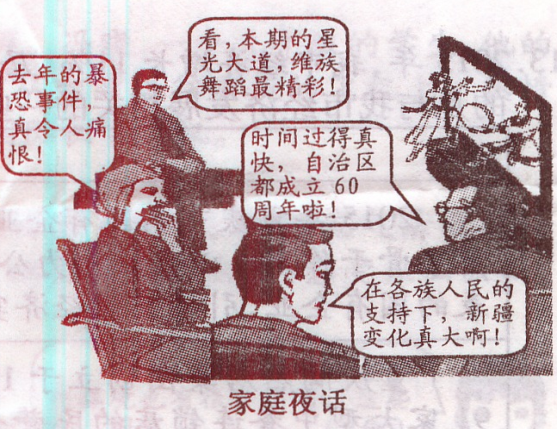 看，本期的星
光大道，维族
舞蹈最精彩！
去年的暴
恐事件，
真令人痛
恨！
时间过得真
快，自治区
都成立60
周年啦！
在各族人民的
支持下，新疆
变化真大啊！
家庭夜话